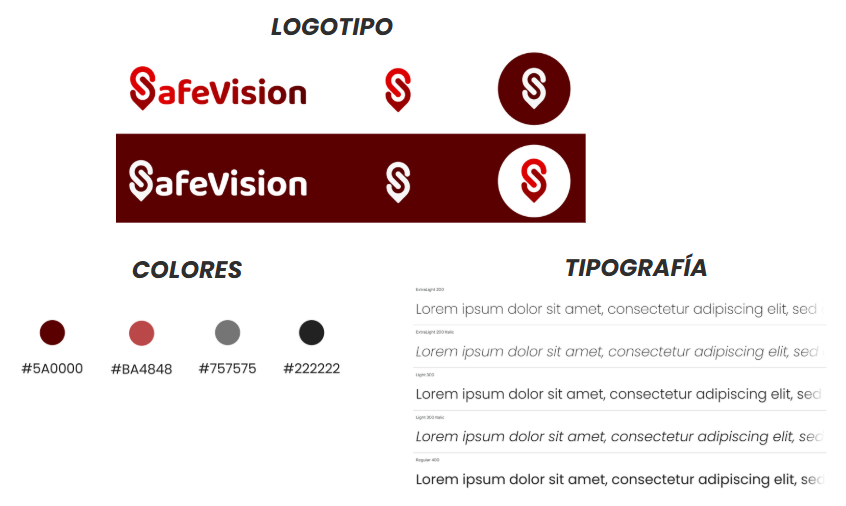 LOGOTIPO
SafeVision
SafeVision
COLORES
#5A0000
#BA4848
#757575
#222222
TIPOGRAFÍA
ExtraLight 200
Lorem ipsum dolor sit amet, consectetur adipiscing elit, sed
ExtraLight 200 Italic
Lorem ipsum dolor sit amet, consectetur adipiscing elit, sed
Light 300
Lorem ipsum dolor sit amet, consectetur adipiscing elit, sed
Light 300 Italic
Lorem ipsum dolor sit amet, consectetur adipiscing elit, sed
Regular 400
Lorem ipsum dolor sit amet, consectetur adipiscing elit, sed